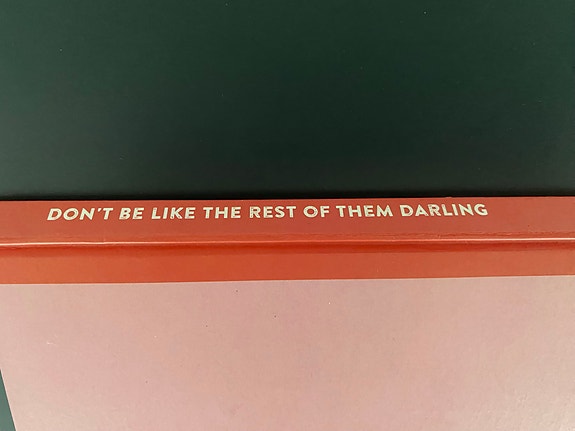 DON'T BE LIKE THE REST OF THEM DARLING